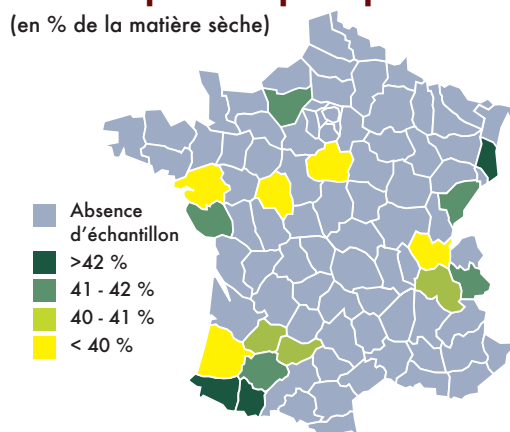 (en % de la matière sèche)
Absence
d'échantillon
>42 %
41 - 42 %
40 - 41 %
< 40 %